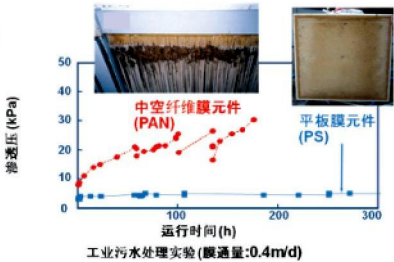 50
40
30
20
10
0
0
100
200
300
渗透压(kPa)
中空纤维膜元件
(PAN)
平板膜元件
(PS)
运行时间(h)
工业污水处理实验(膜通量:0.4m/d)